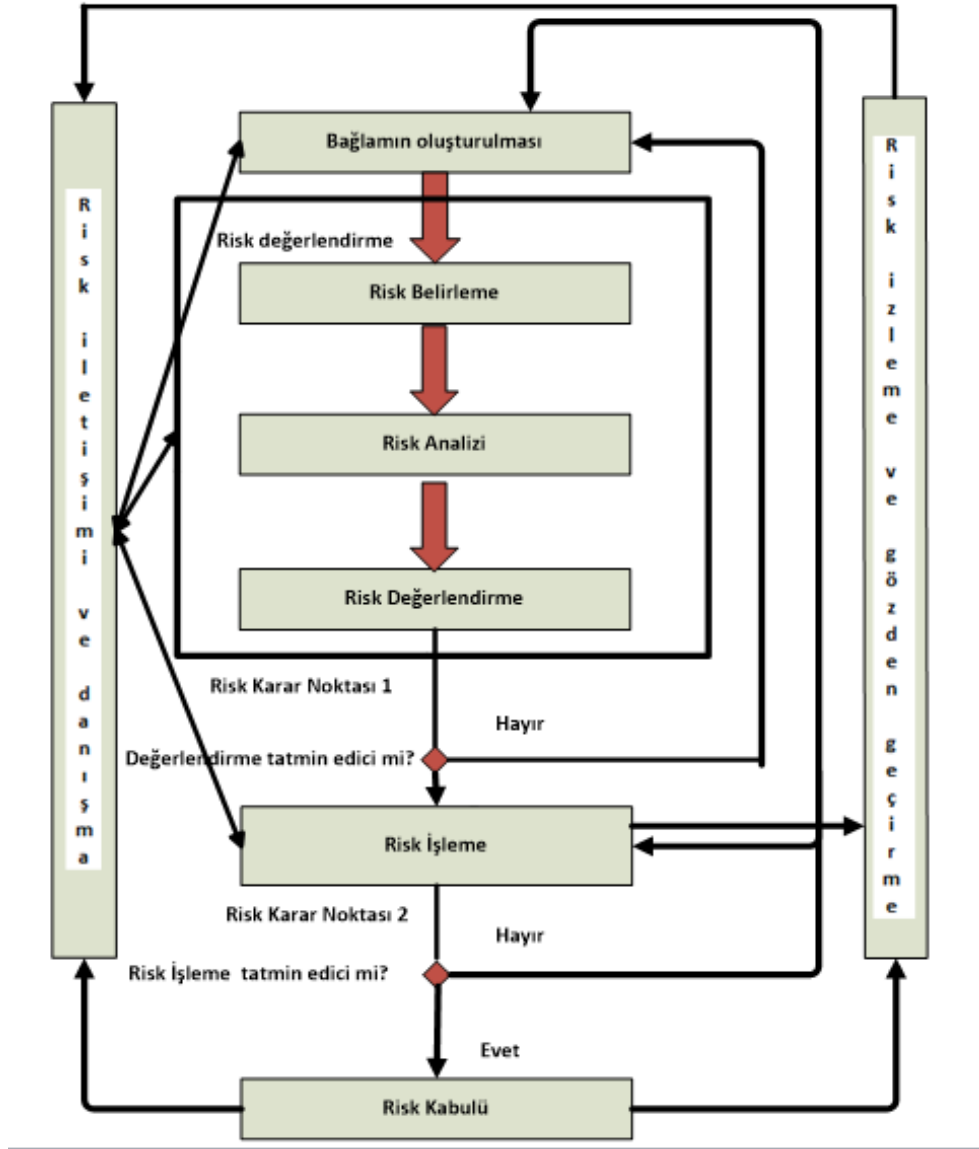 Bağlamın oluşturulması
Risk iletişimi ve danışma
Risk izleme ve gözden geçirme
Risk değerlendirme
Risk Belirleme
Risk Analizi
Risk Değerlendirme
Risk Karar Noktası 1
Hayır
Değerlendirme tatmin edici mi?
Risk İşleme
Risk Karar Noktası 2
Hayır
Risk İşleme tatmin edici mi?
Evet
Risk Kabulü